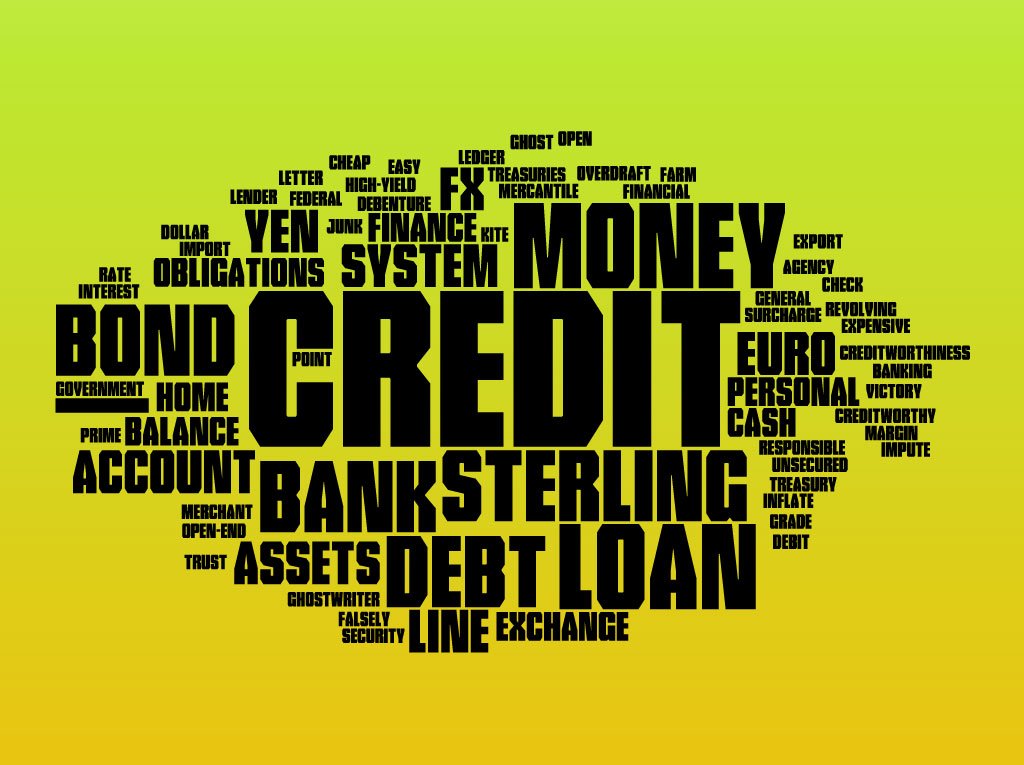 GHOST
OPEN
LEDGER
CHEAP
EASY
TREASURIES
OVERDRAFT
FARM
LETTER
HIGH-YIELD
FX
MERCANTILE
FINANCIAL
LENDER
FEDERAL
DEBENTURE
YEN
JUNK
FINANCE
KITE
MONEY
DOLLAR
IMPORT
EXPORT
OBLIGATIONS
SYSTEM
AGENCY
RATE
CHECK
INTEREST
GENERAL
BOND
CREDIT
SURCHARGE
REVOLVING
EXPENSIVE
POINT
EURO
CREDITWORTHINESS
BANKING
GOVERNMENT
HOME
PERSONAL
VICTORY
CASH
CREDITWORTHY
PRIME
BALANCE
MARGIN
RESPONSIBLE
IMPUTE
ACCOUNT
UNSECURED
BANK
STERLING
TREASURY
INFLATE
MERCHANT
GRADE
OPEN-END
DEBIT
TRUST
ASSETS
DEBT
LOAN
GHOSTWRITER
FALSELY
LINE
EXCHANGE
SECURITY